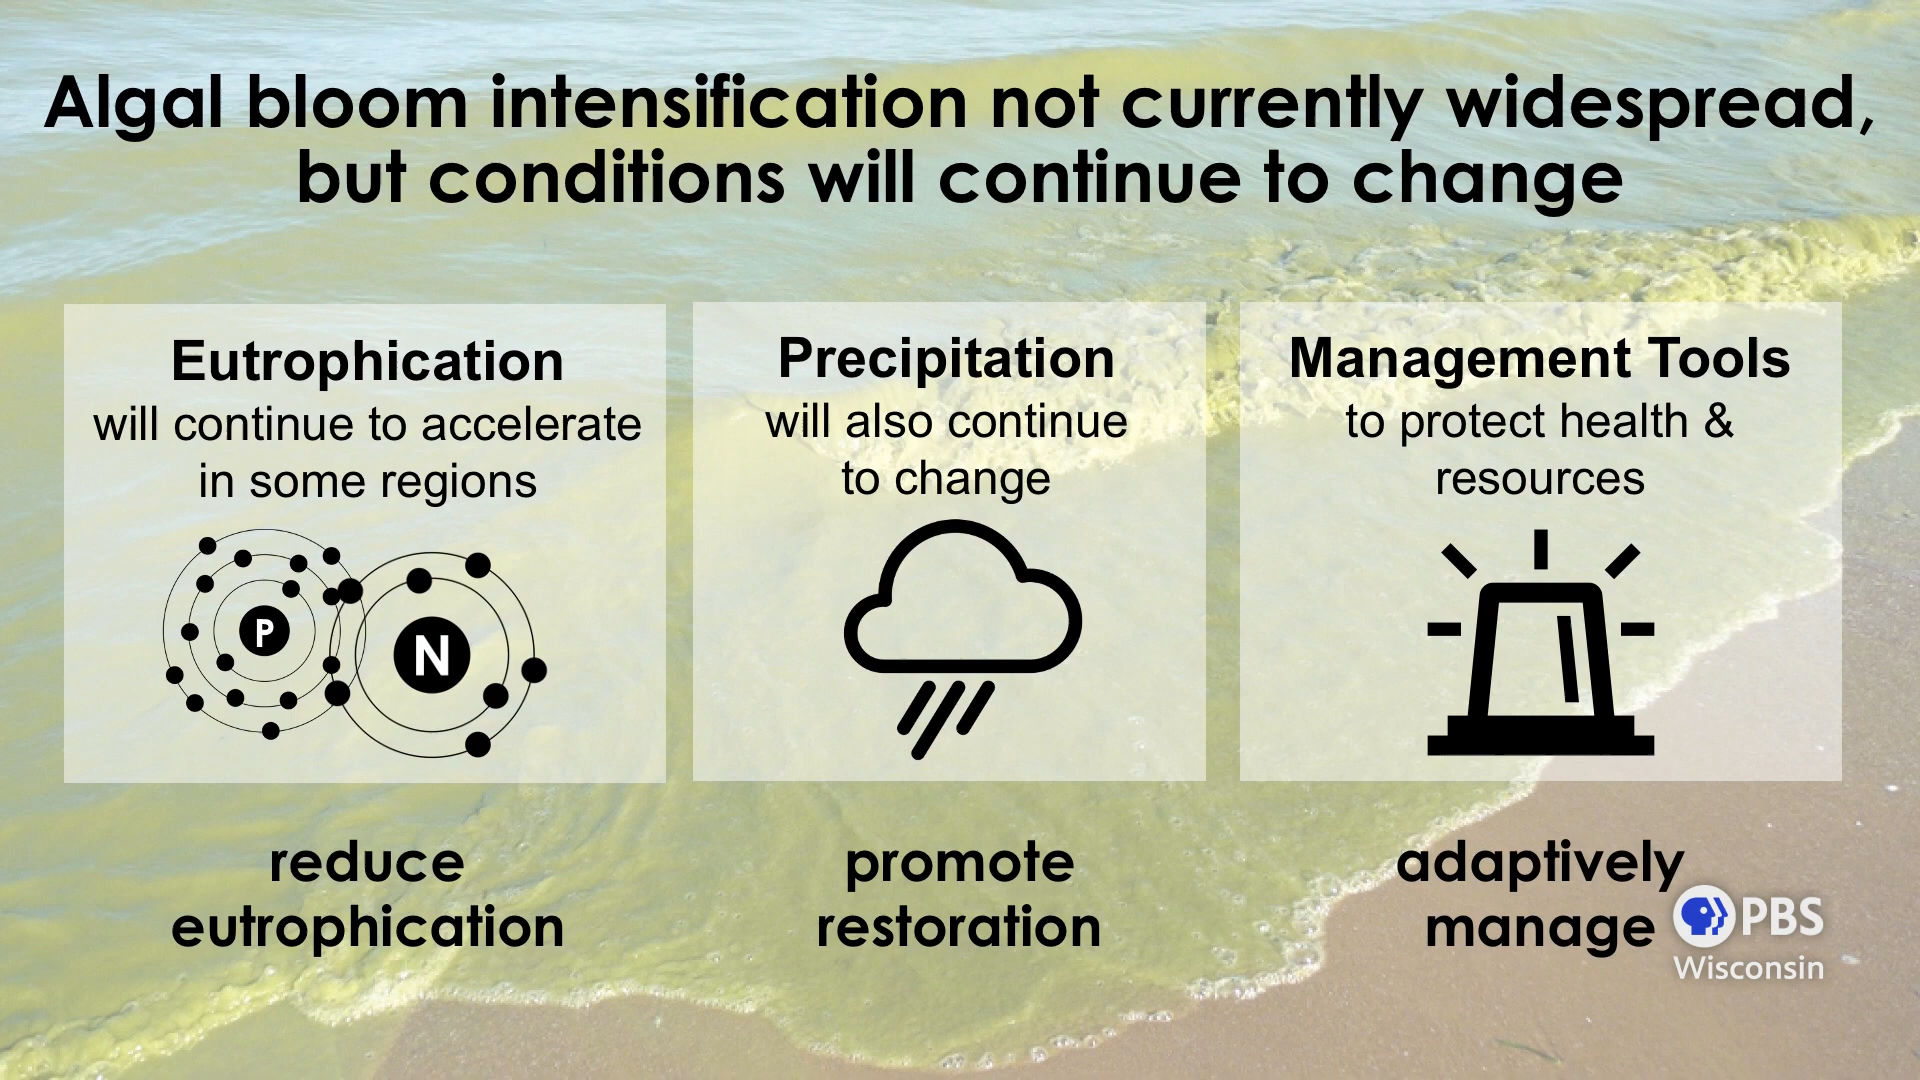 Algal bloom intensification not currently widespread,
but conditions will continue to change
Eutrophication
will continue to accelerate
in some regions
P
N
Precipitation
will also continue
to change
Management Tools
to protect health &
resources
reduce
eutrophication
promote
restoration
adaptively
manage
PBS
Wisconsin